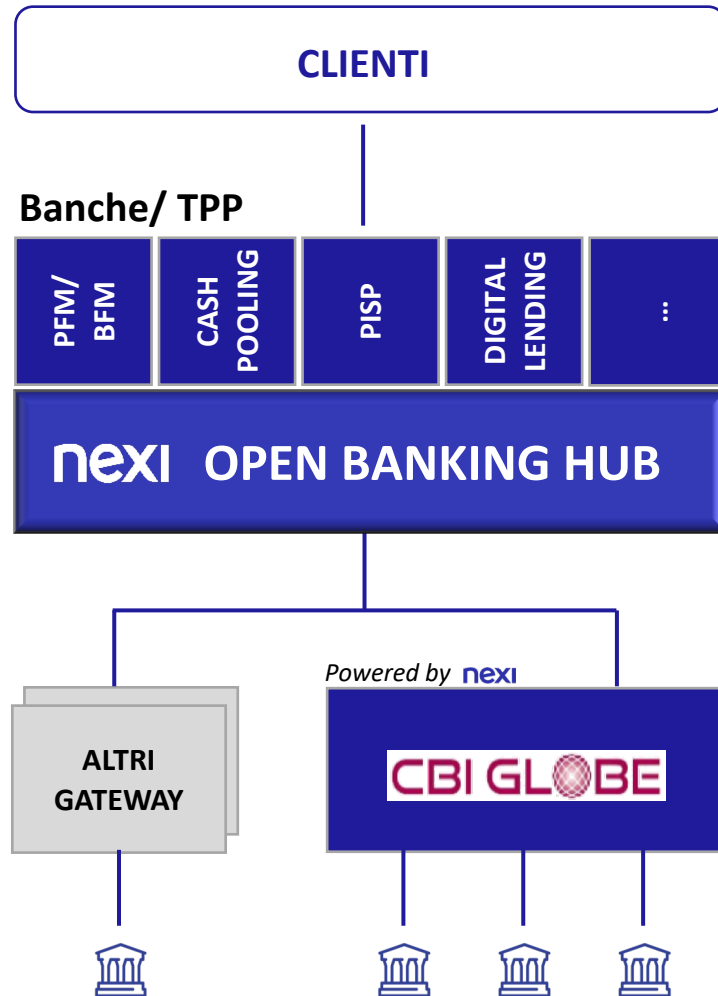 CLIENTI
Banche/ TPP
PFM/
BFM
CASH
POOLING
PISP
DIGITAL
LENDING
...
nexi OPEN BANKING HUB
Powered by nexi
ALTRI
GATEWAY
CBI GLOBE